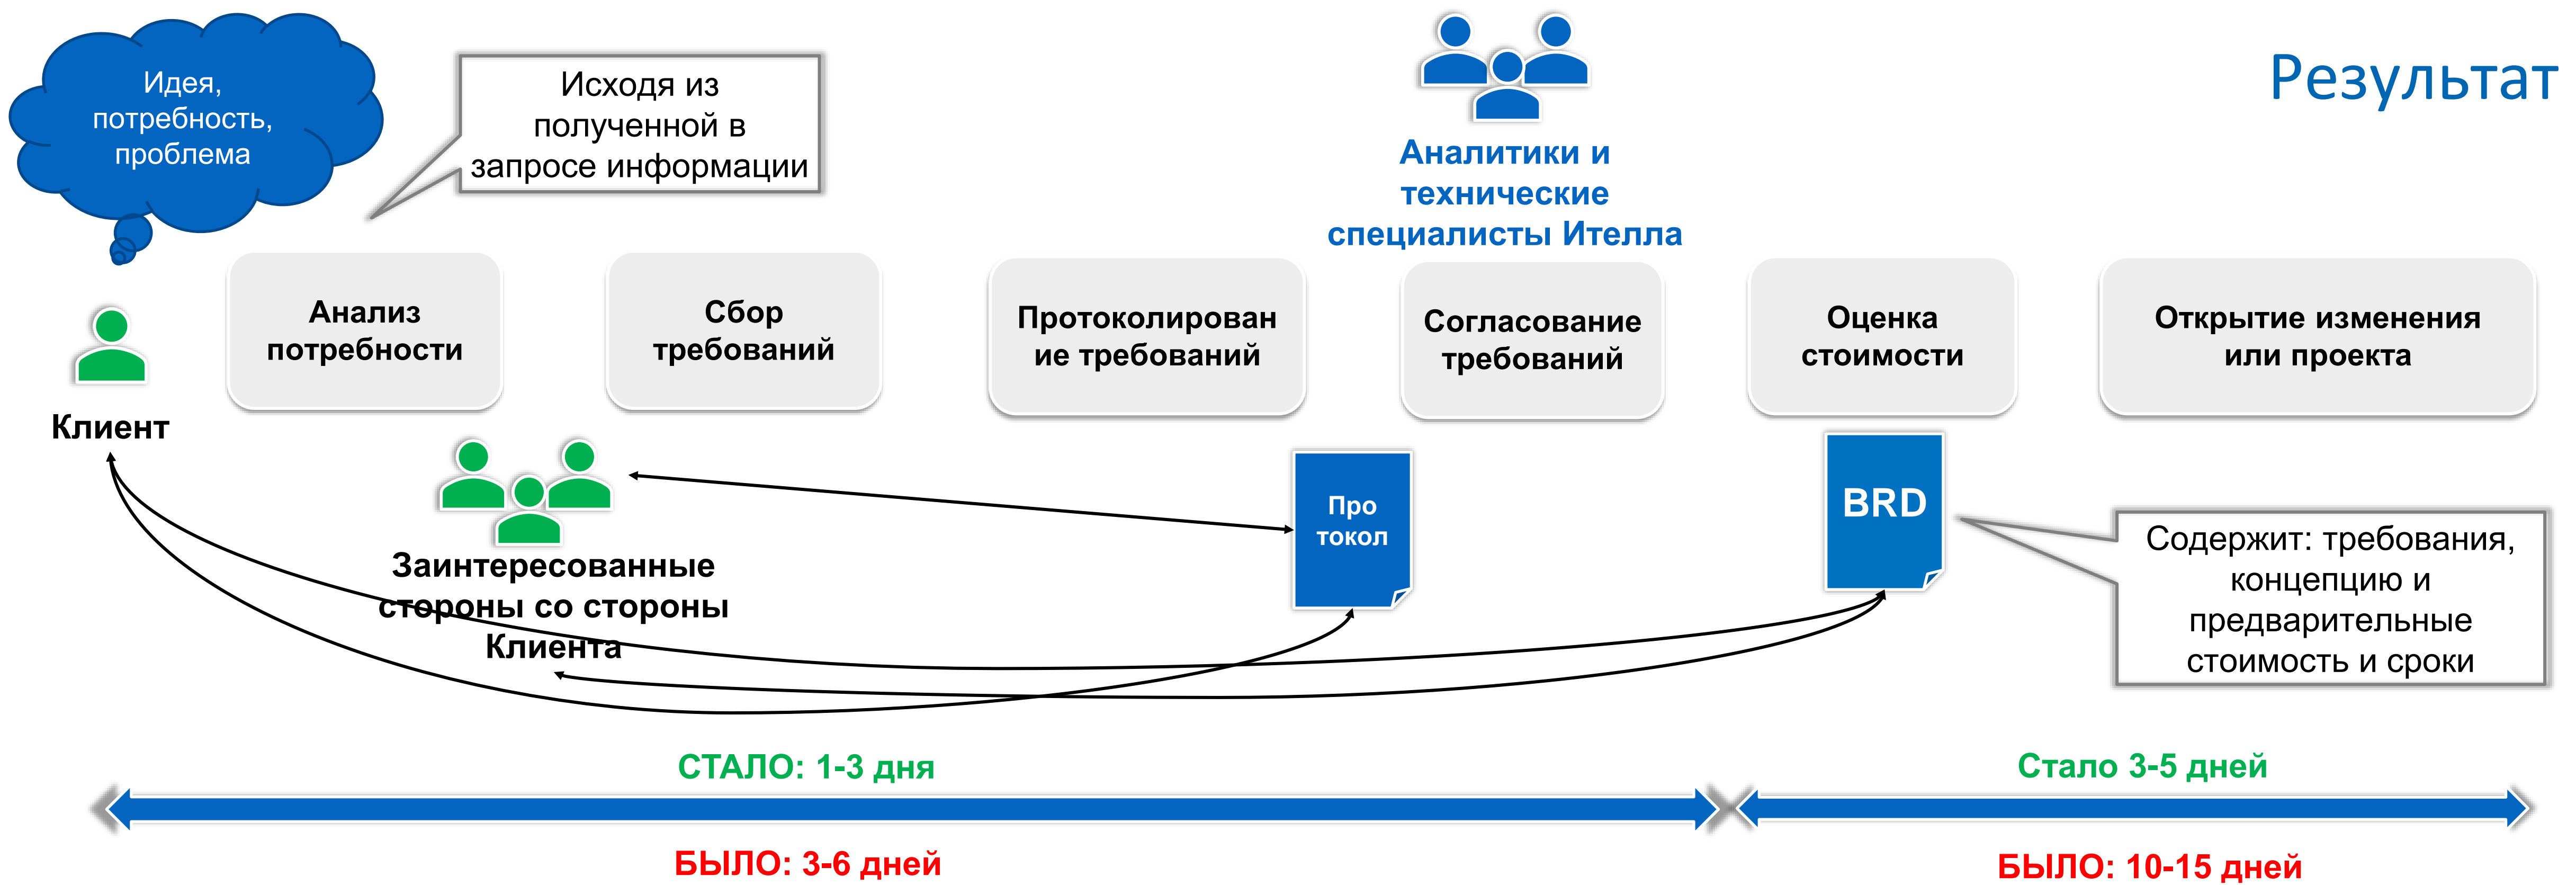 Идея,
потребность,
проблема
Исходя из
полученной в
запросе информации
Аналитики и
технические
специалисты Ителла
Результат
Клиент
Анализ
потребности
Сбор
требований
Протоколирован
ие требований
Согласование
требований
Оценка
стоимости
Открытие изменения
или проекта
Заинтересованные
стороны со стороны
Клиента
Про
токол
BRD
Содержит: требования,
концепцию и
предварительные
стоимость и сроки
СТАЛО: 1-3 дня
Стало 3-5 дней
БЫЛО: 3-6 дней
БЫЛО: 10-15 дней